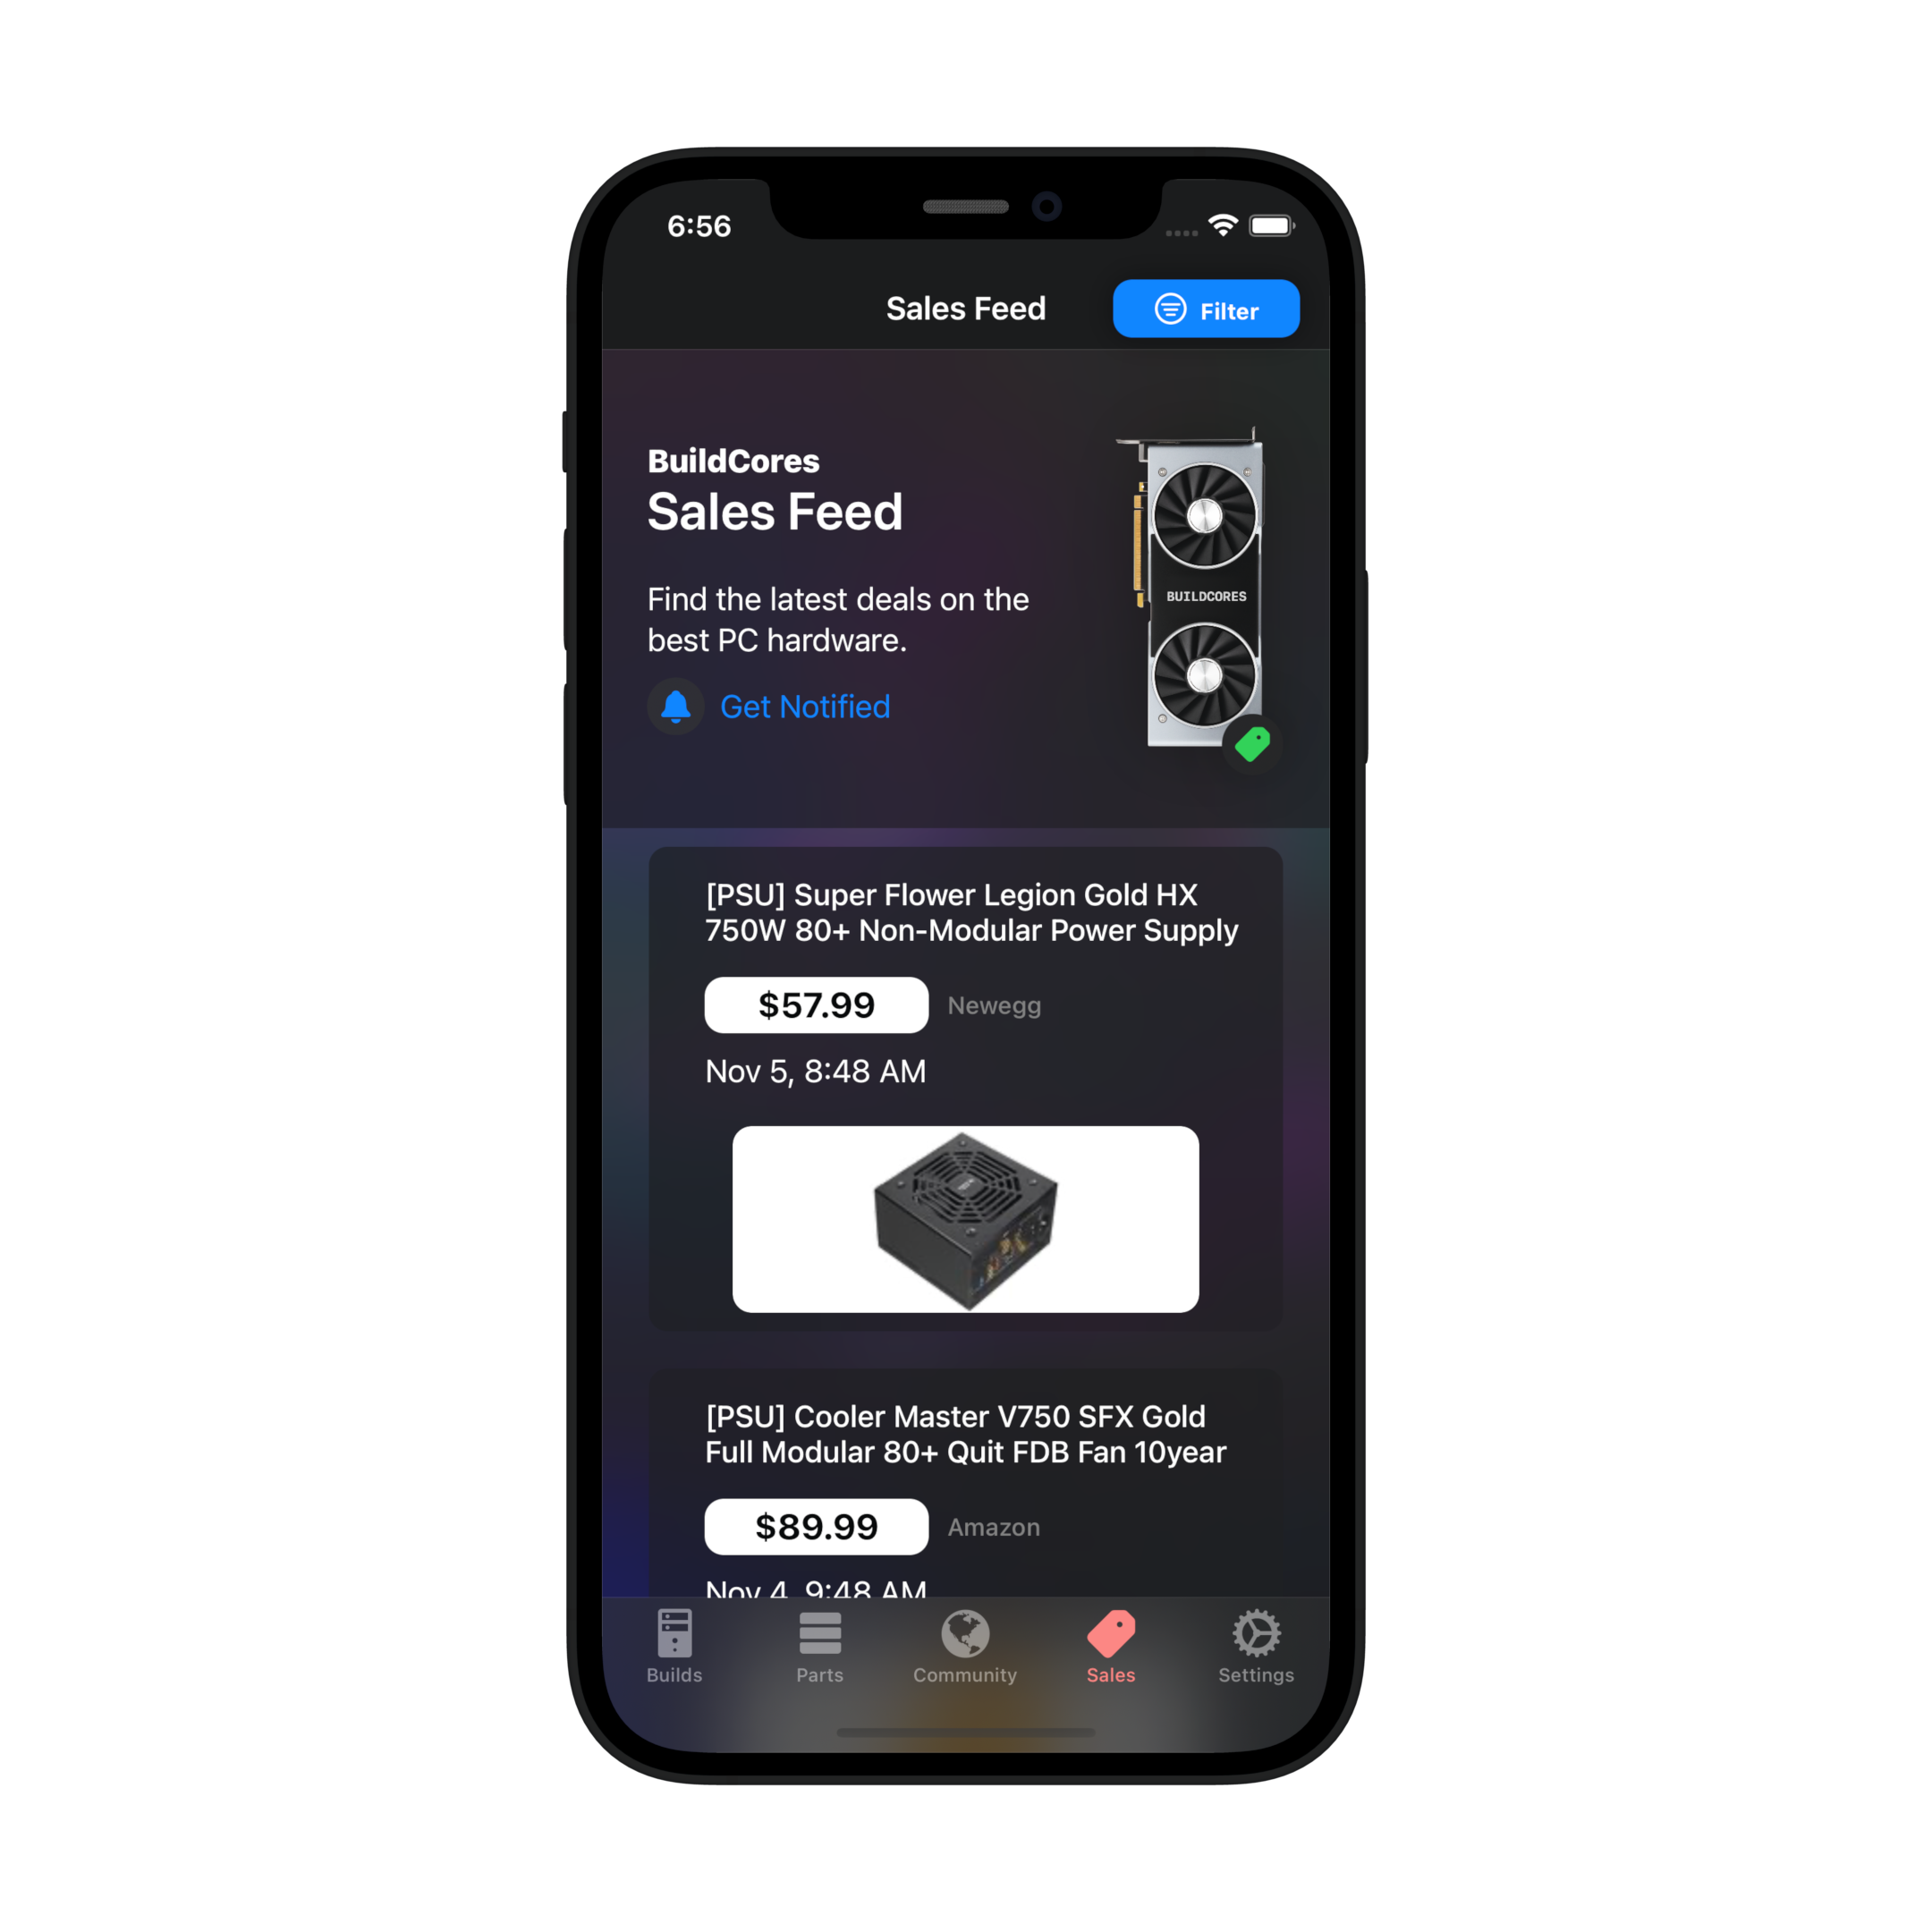 6:56
Sales Feed
Filter
BuildCores
Sales Feed
Find the latest deals on the
best PC hardware.
Get Notified
BUILDCORES
[PSU] Super Flower Legion Gold HX
750W 80+ Non-Modular Power Supply
$57.99 Newegg
Nov 5, 8:48 AM
[PSU] Cooler Master V750 SFX Gold
Full Modular 80+ Quit FDB Fan 10year
$89.99 Amazon
Nov 4, 9:48 AM
Builds Parts Community Sales Settings